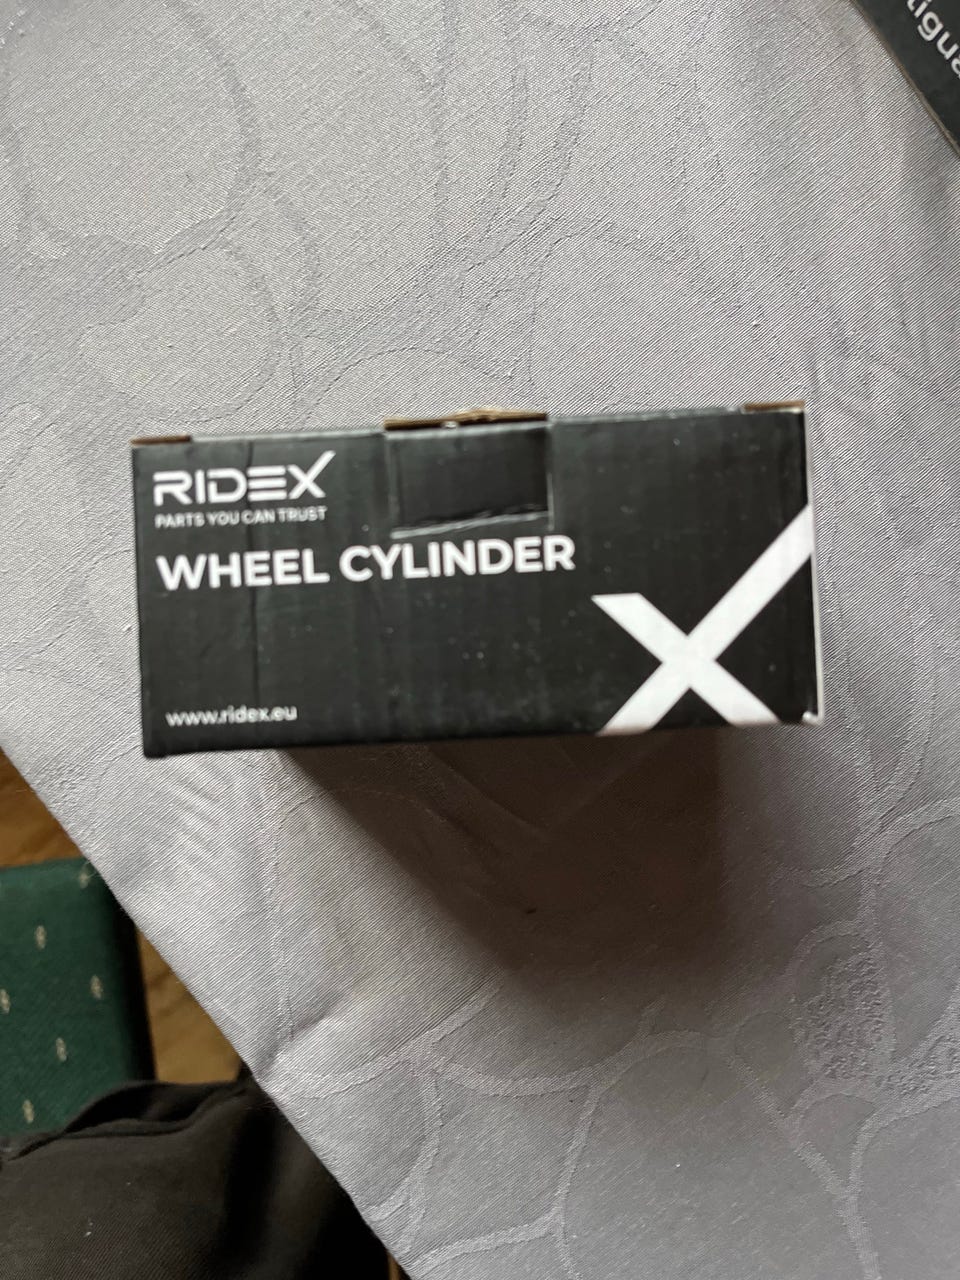 RIDEX
PARTS YOU CAN TRUST
WHEEL CYLINDER
www.ridex.eu